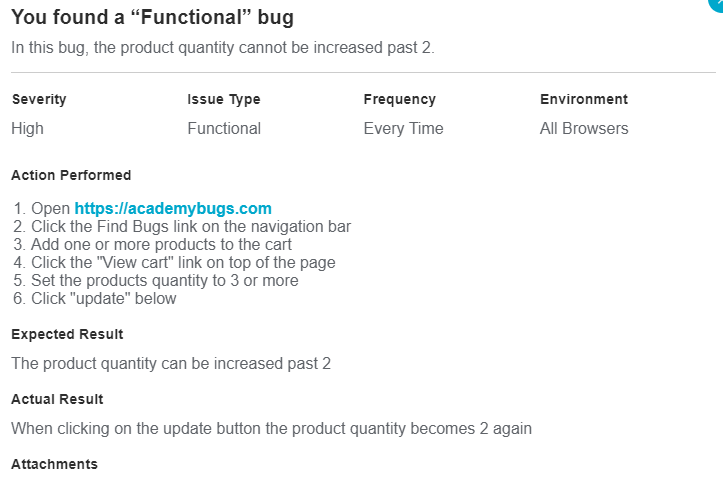 You found a “Functional” bug
In this bug, the product quantity cannot be increased past 2.
Severity Issue Type Frequency Environment
High Functional Every Time All Browsers
Action Performed
1. Open https://academybugs.com
2. Click the Find Bugs link on the navigation bar
3. Add one or more products to the cart
4. Click the "View cart" link on top of the page
5. Set the products quantity to 3 or more
6. Click "update" below
Expected Result
The product quantity can be increased past 2
Actual Result
When clicking on the update button the product quantity becomes 2 again
Attachments